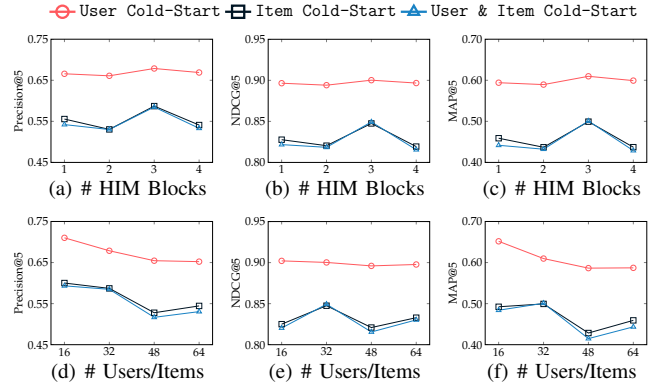 User Cold-Start Item Cold-Start User & Item Cold-Start
Precision@5
0.75
0.65
0.55
0.45
1 2 3 4
(a) # HIM Blocks
NDCG@5
0.95
0.90
0.85
0.80
1 2 3 4
(b) # HIM Blocks
MAP@5
0.70
0.60
0.50
0.40
1 2 3 4
(c) # HIM Blocks
Precision@5
0.75
0.65
0.55
0.45
16 32 48 64
(d) # Users/Items
NDCG@5
0.95
0.90
0.85
0.80
16 32 48 64
(e) # Users/Items
MAP@5
0.70
0.60
0.50
0.40
16 32 48 64
(f) # Users/Items